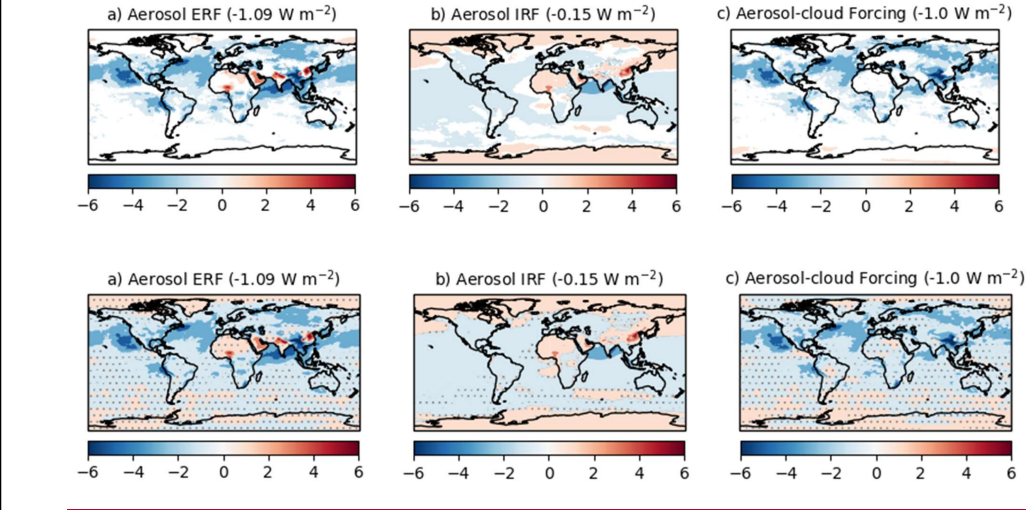 a) Aerosol ERF (-1.09 W m⁻²) b) Aerosol IRF (-0.15 W m⁻²) c) Aerosol-cloud Forcing (-1.0 W m⁻²)
−6 −4 −2 0 2 4 6 −6 −4 −2 0 2 4 6 −6 −4 −2 0 2 4 6
a) Aerosol ERF (-1.09 W m⁻²) b) Aerosol IRF (-0.15 W m⁻²) c) Aerosol-cloud Forcing (-1.0 W m⁻²)
−6 −4 −2 0 2 4 6 −6 −4 −2 0 2 4 6 −6 −4 −2 0 2 4 6